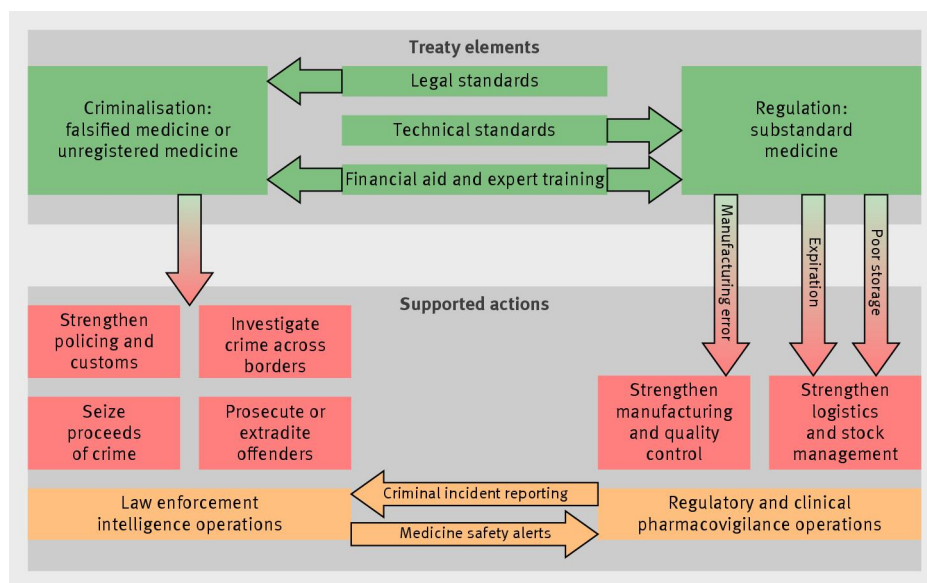 Treaty elements
Criminalisation:
falsified medicine or
unregistered medicine
Legal standards
Technical standards
Financial aid and expert training
Regulation:
substandard
medicine
Manufacturing error
Expiration
Poor storage
Supported actions
Strengthen
policing and
customs
Investigate
crime across
borders
Seize
proceeds
of crime
Prosecute or
extradite
offenders
Strengthen
manufacturing
and quality
control
Strengthen
logistics
and stock
management
Law enforcement
intelligence operations
Criminal incident reporting
Medicine safety alerts
Regulatory and clinical
pharmacovigilance operations